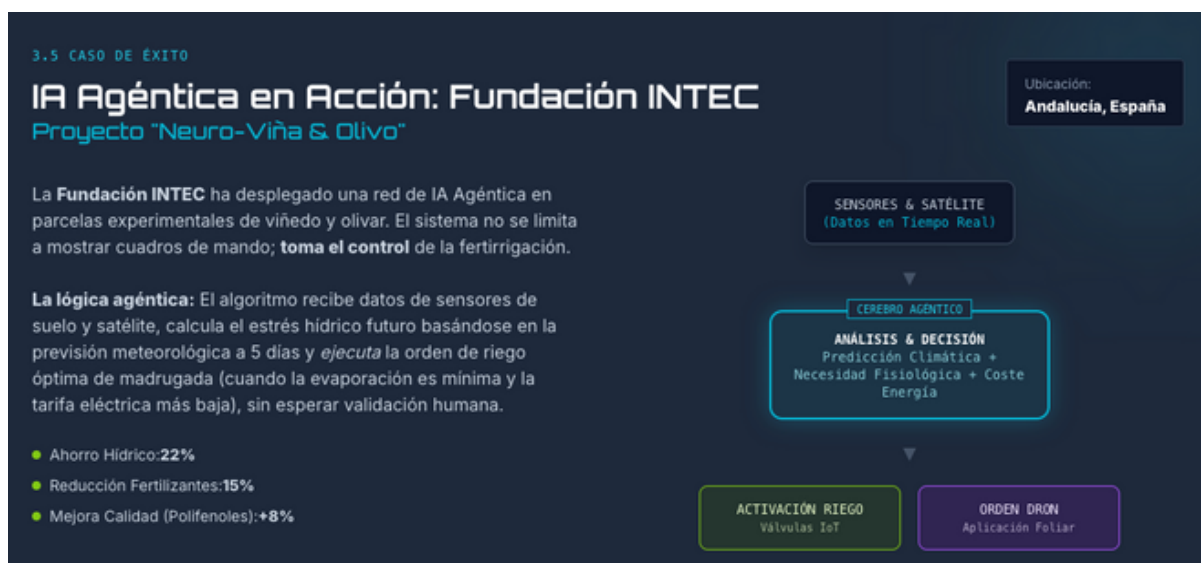 3.5 CASO DE ÉXITO
IA Agéntica en Acción: Fundación INTEC
Proyecto "Neuro-Viña & Olivo"
Ubicación:
Andalucía, España
La Fundación INTEC ha desplegado una red de IA Agéntica en
parcelas experimentales de viñedo y olivar. El sistema no se limita
a mostrar cuadros de mando; toma el control de la fertirrigación.
La lógica agéntica: El algoritmo recibe datos de sensores de
suelo y satélite, calcula el estrés hídrico futuro basándose en la
previsión meteorológica a 5 días y ejecuta la orden de riego
óptima de madrugada (cuando la evaporación es mínima y la
tarifa eléctrica más baja), sin esperar validación humana.
Ahorro Hídrico:22%
Reducción Fertilizantes:15%
Mejora Calidad (Polifenoles):+8%
SENSORES & SATÉLITE
(Datos en Tiempo Real)
CEREBRO AGÉNTICO
ANÁLISIS & DECISIÓN
Predicción Climática +
Necesidad Fisiológica + Coste
Energía
ACTIVACIÓN RIEGO
Válvulas IoT
ORDEN DRON
Aplicación Foliar